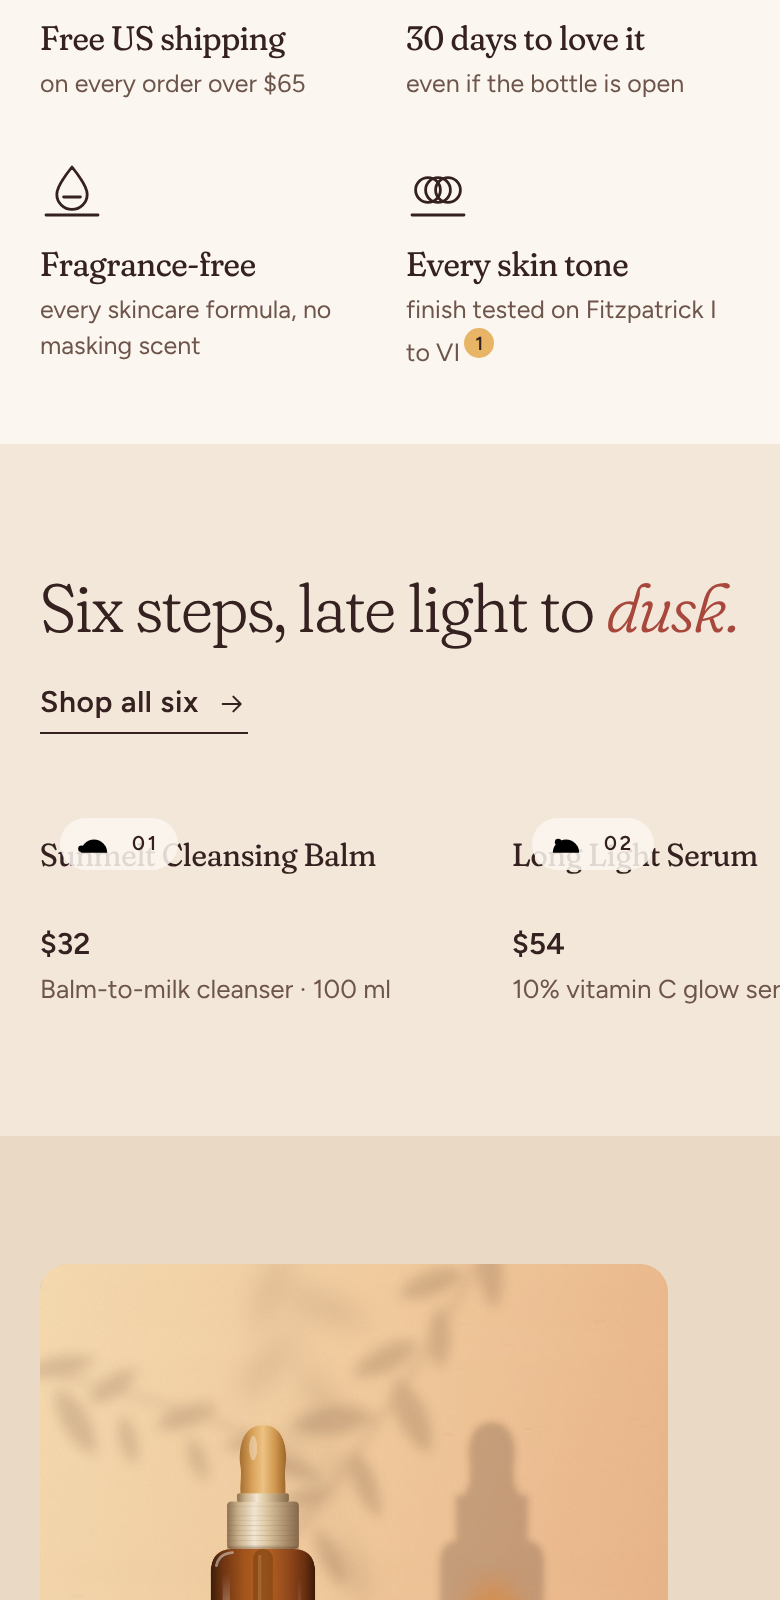 Free US shipping
on every order over $65
30 days to love it
even if the bottle is open
Fragrance-free
every skincare formula, no
masking scent
Every skin tone
finish tested on Fitzpatrick I
to VI 1
Six steps, late light to dusk.
Shop all six →
01
Sunmelt Cleansing Balm
$32
Balm-to-milk cleanser · 100 ml
02
Long Light Serum
$54
10% vitamin C glow